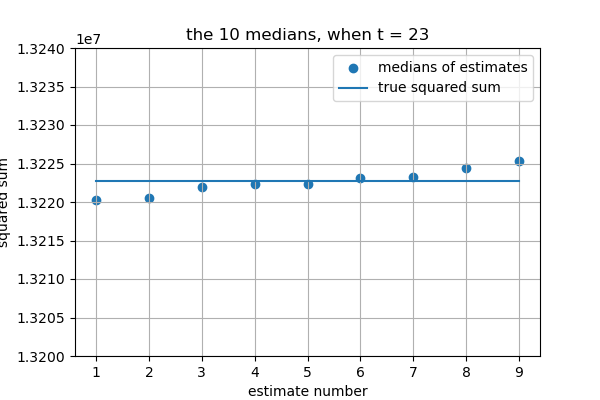 the 10 medians, when t = 23
1e7
medians of estimates
true squared sum
1.3240
1.3235
1.3230
1.3225
1.3220
1.3215
1.3210
1.3205
1.3200
squared sum
1 2 3 4 5 6 7 8 9
estimate number